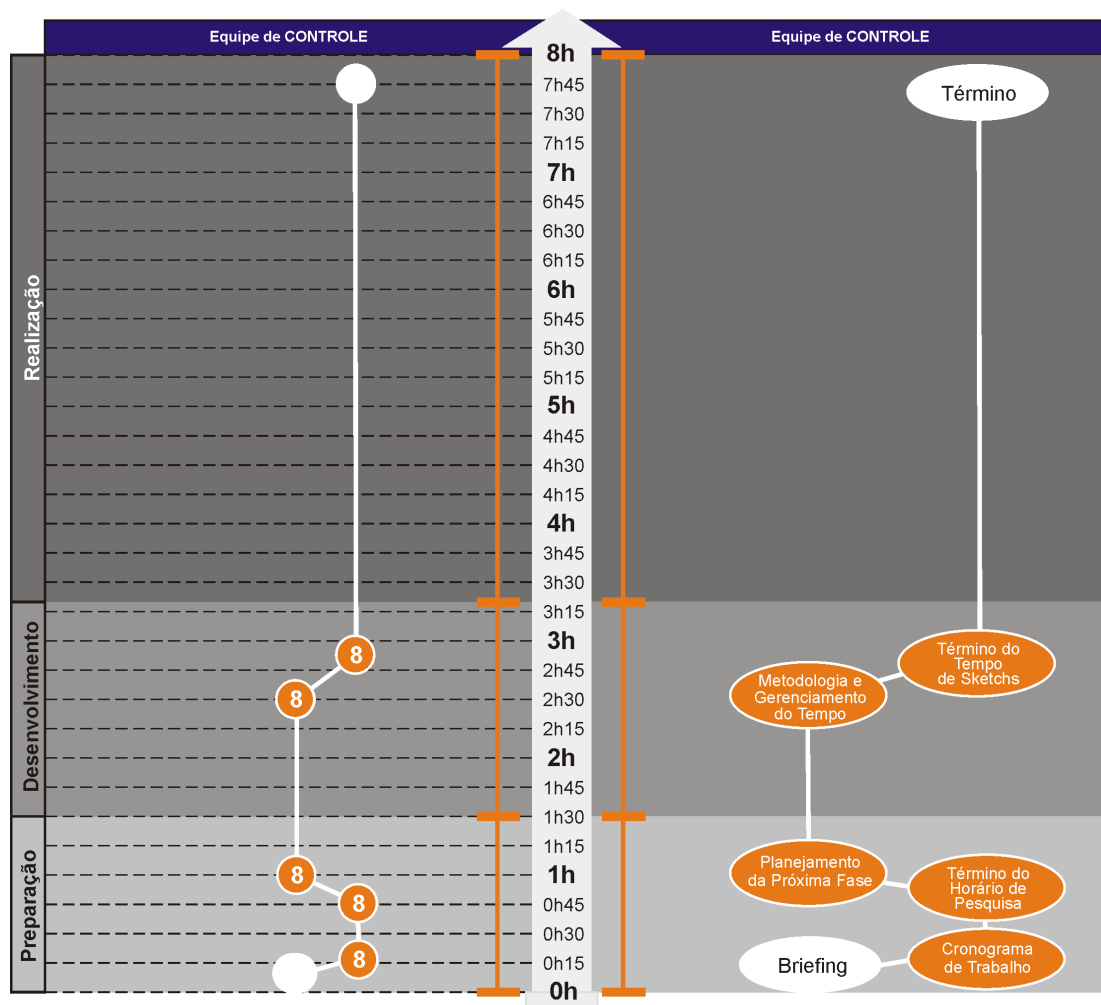 Equipe de CONTROLE
Equipe de CONTROLE
8h
7h45
7h30
7h15
7h
6h45
6h30
6h15
6h
5h45
5h30
5h15
5h
4h45
4h30
4h15
4h
3h45
3h30
3h15
3h
2h45
2h30
2h15
2h
1h45
1h30
1h15
1h
0h45
0h30
0h15
0h
Realização
Desenvolvimento
Preparação
8
8
8
8
8
Término
Término do
Tempo
de Sketchs
Metodologia e
Gerenciamento
do Tempo
Planejamento
da Próxima Fase
Término do
Horário de
Pesquisa
Cronograma
de Trabalho
Briefing